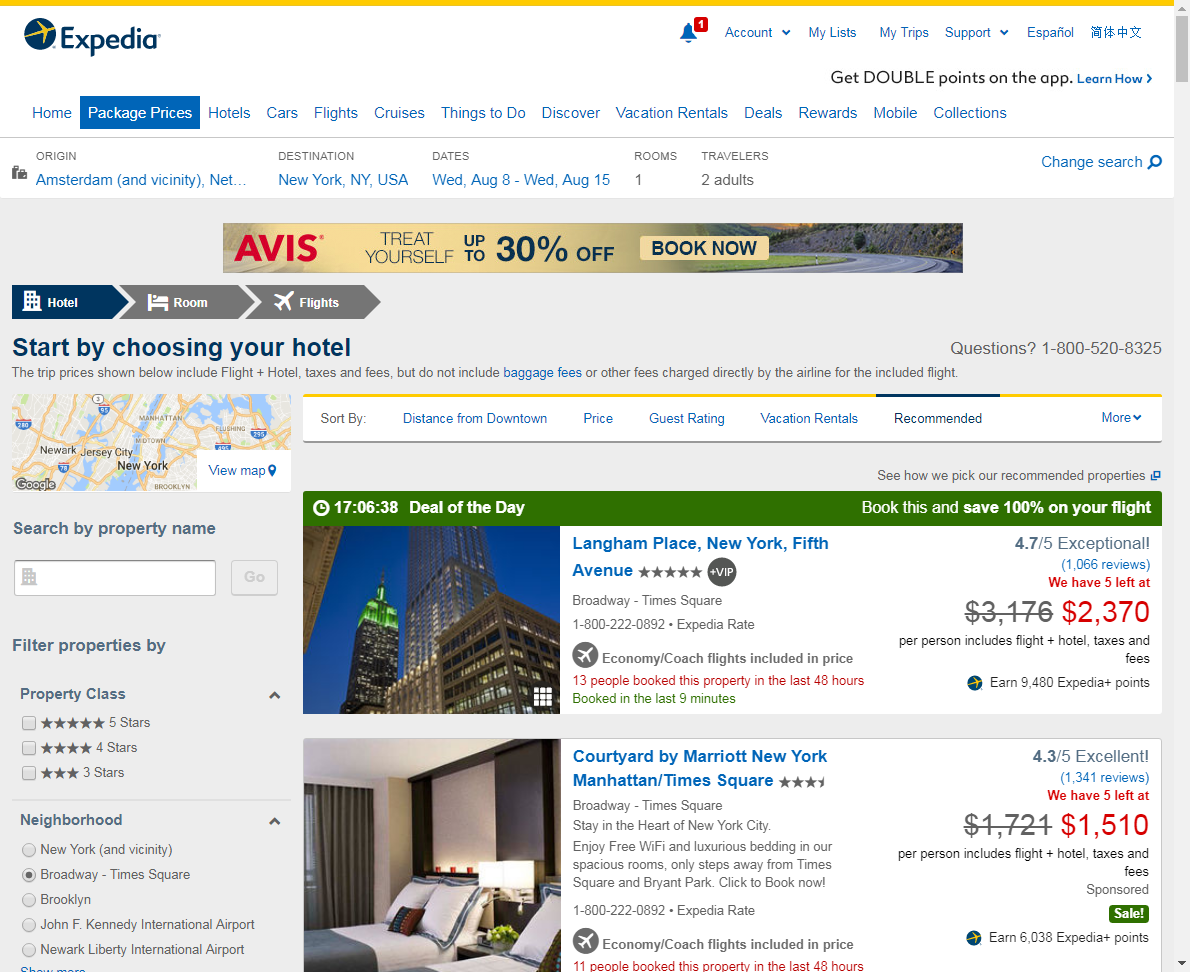 Expedia
1
Account
My Lists
My Trips
Support
Español
简体中文
Get DOUBLE points on the app. Learn How
Home
Package Prices
Hotels
Cars
Flights
Cruises
Things to Do
Discover
Vacation Rentals
Deals
Rewards
Mobile
Collections
ORIGIN
Amsterdam (and vicinity), Net…
DESTINATION
New York, NY, USA
DATES
Wed, Aug 8 - Wed, Aug 15
ROOMS
1
TRAVELERS
2 adults
Change search
AVIS®
TREAT
YOURSELF
UP
TO
30% OFF
BOOK NOW
Hotel
Room
Flights
Start by choosing your hotel
Questions? 1-800-520-8325
The trip prices shown below include Flight + Hotel, taxes and fees, but do not include baggage fees or other fees charged directly by the airline for the included flight.
3
95
MANHATTAN
280
FLUSHING
295
MIDTOWN
495
Newark
Jersey City
78
New York
BROOKLYN
Google
View map
Sort By:
Distance from Downtown
Price
Guest Rating
Vacation Rentals
Recommended
More
See how we pick our recommended properties
Search by property name
Go
Filter properties by
Property Class
5 Stars
4 Stars
3 Stars
Neighborhood
New York (and vicinity)
Broadway - Times Square
Brooklyn
John F. Kennedy International Airport
Newark Liberty International Airport
Show more
17:06:38 Deal of the Day
Book this and save 100% on your flight
Langham Place, New York, Fifth
Avenue ★★★★★ +VIP
Broadway - Times Square
1-800-222-0892 • Expedia Rate
Economy/Coach flights included in price
13 people booked this property in the last 48 hours
Booked in the last 9 minutes
4.7/5 Exceptional!
(1,066 reviews)
We have 5 left at
$3,176 $2,370
per person includes flight + hotel, taxes and
fees
Earn 9,480 Expedia+ points
Courtyard by Marriott New York
Manhattan/Times Square
Broadway - Times Square
Stay in the Heart of New York City.
Enjoy Free WiFi and luxurious bedding in our
spacious rooms, only steps away from Times
Square and Bryant Park. Click to Book now!
1-800-222-0892 • Expedia Rate
Economy/Coach flights included in price
11 people booked this property in the last 48 hours
4.3/5 Excellent!
(1,341 reviews)
We have 5 left at
$1,721 $1,510
per person includes flight + hotel, taxes and
fees
Sponsored
Sale!
Earn 6,038 Expedia+ points